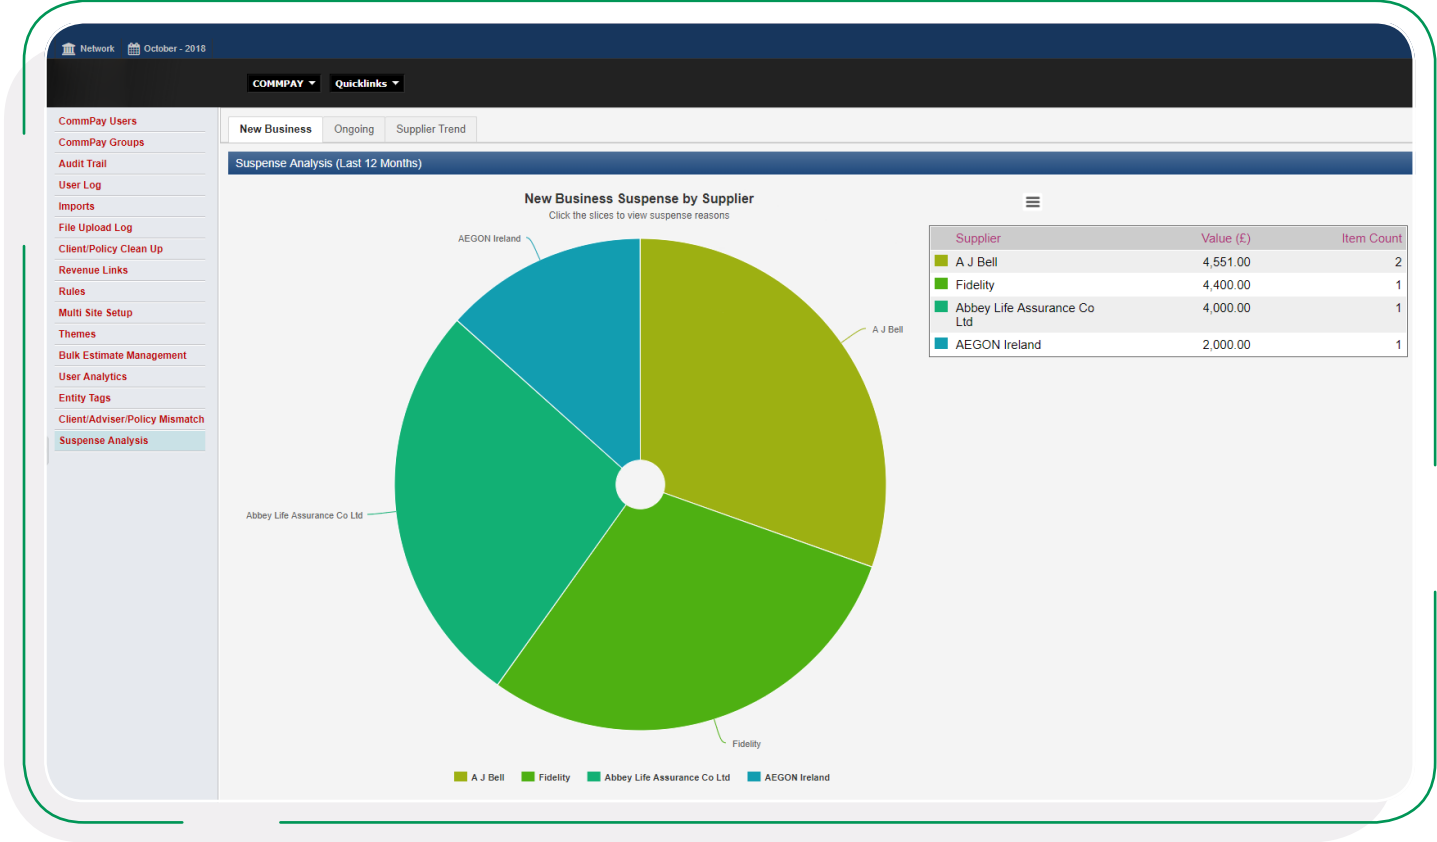 Network October - 2018
COMMPAY Quicklinks
CommPay Users
CommPay Groups
Audit Trail
User Log
Imports
File Upload Log
Client/Policy Clean Up
Revenue Links
Rules
Multi Site Setup
Themes
Bulk Estimate Management
User Analytics
Entity Tags
Client/Adviser/Policy Mismatch
Suspense Analysis
New Business Ongoing Supplier Trend
Suspense Analysis (Last 12 Months)
New Business Suspense by Supplier
Click the slices to view suspense reasons
AEGON Ireland
A J Bell
Abbey Life Assurance Co Ltd
Fidelity
A J Bell Fidelity Abbey Life Assurance Co Ltd AEGON Ireland
Supplier Value (£) Item Count
A J Bell 4,551.00 2
Fidelity 4,400.00 1
Abbey Life Assurance Co 4,000.00 1
Ltd
AEGON Ireland 2,000.00 1